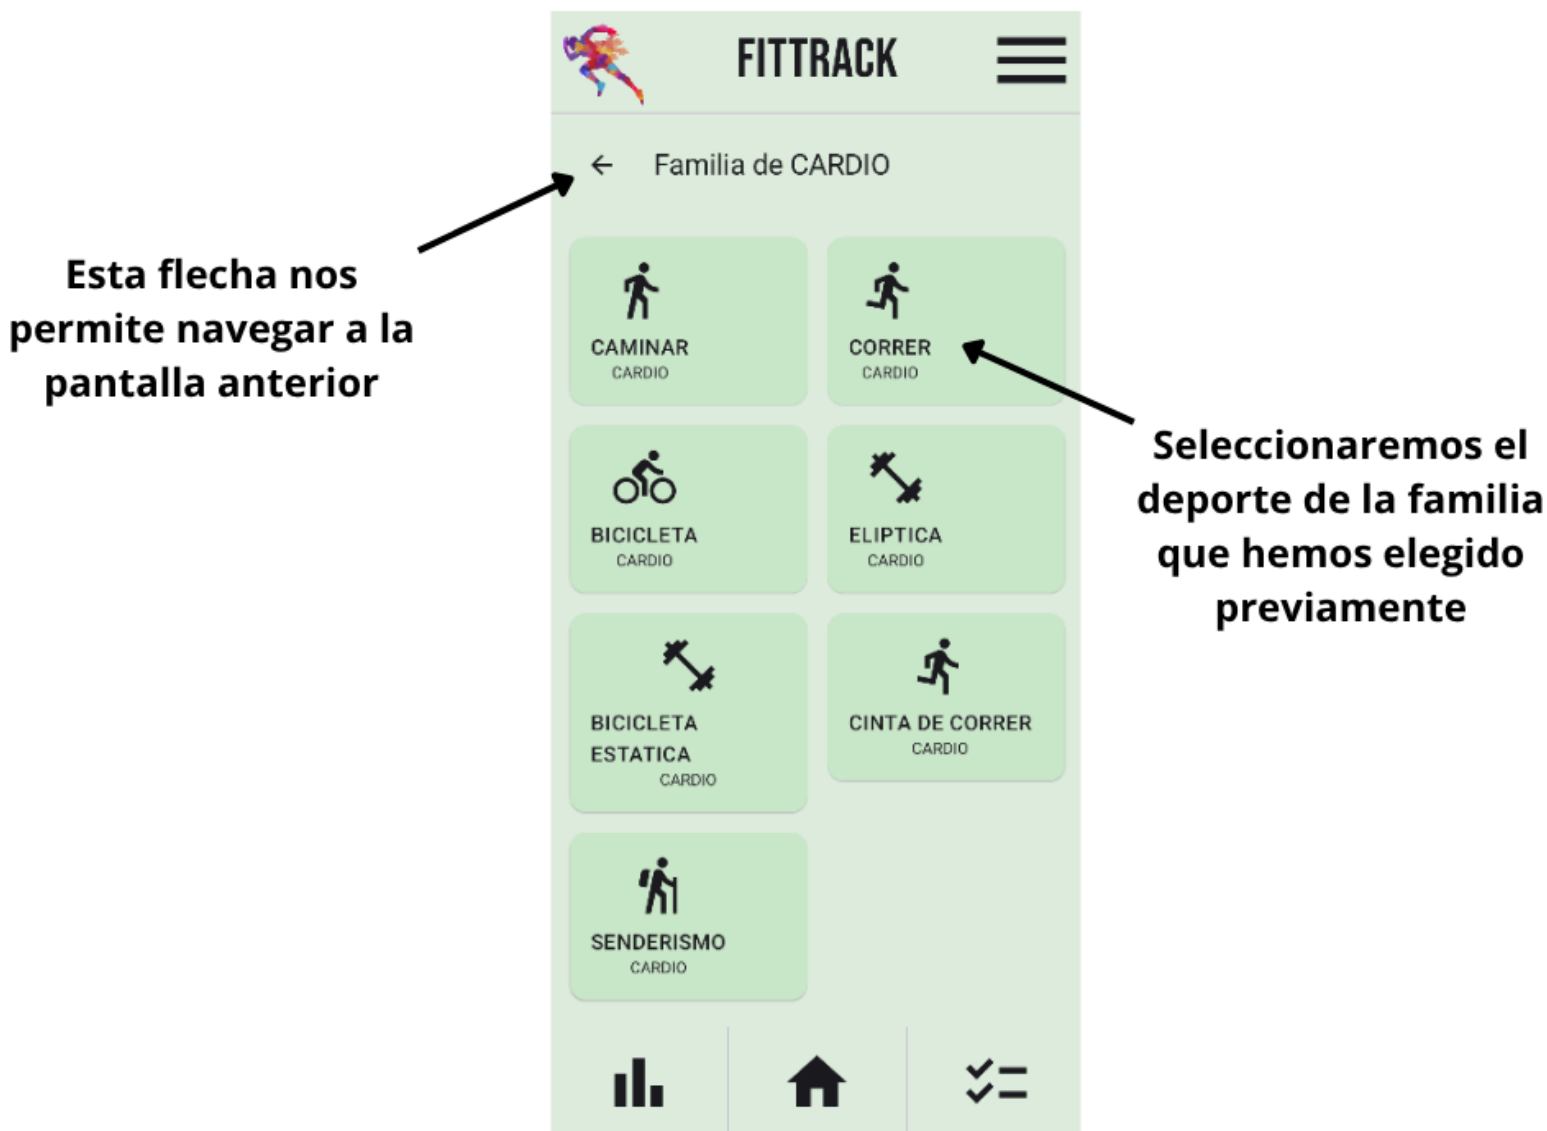 FITTRACK
Familia de CARDIO
Esta flecha nos
permite navegar a la
pantalla anterior
CAMINAR
CARDIO
CORRER
CARDIO
Seleccionaremos el
deporte de la familia
que hemos elegido
previamente
BICICLETA
CARDIO
ELIPTICA
CARDIO
BICICLETA
ESTATICA
CARDIO
CINTA DE CORRER
CARDIO
SENDERISMO
CARDIO